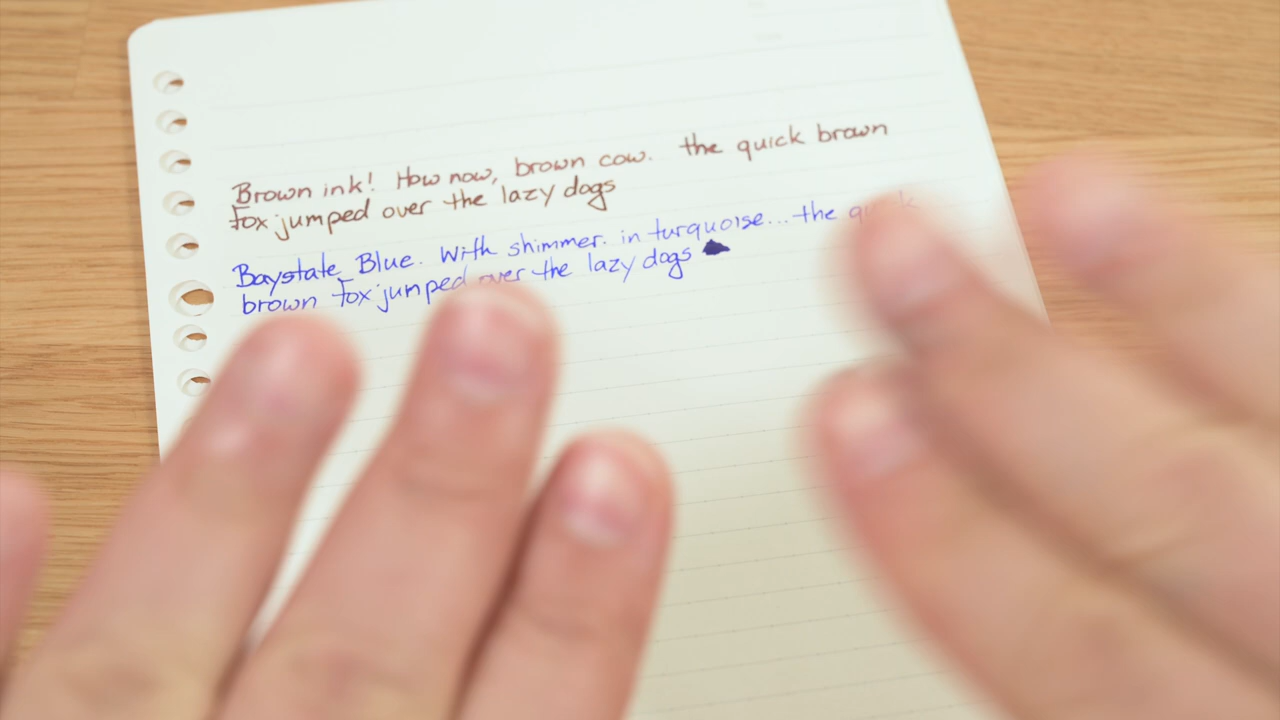 Brown ink! How now, brown cow. the quick brown
fox jumped over the lazy dogs
Baystate Blue. With shimmer. in turquoise... the quick
brown fox jumped over the lazy dogs